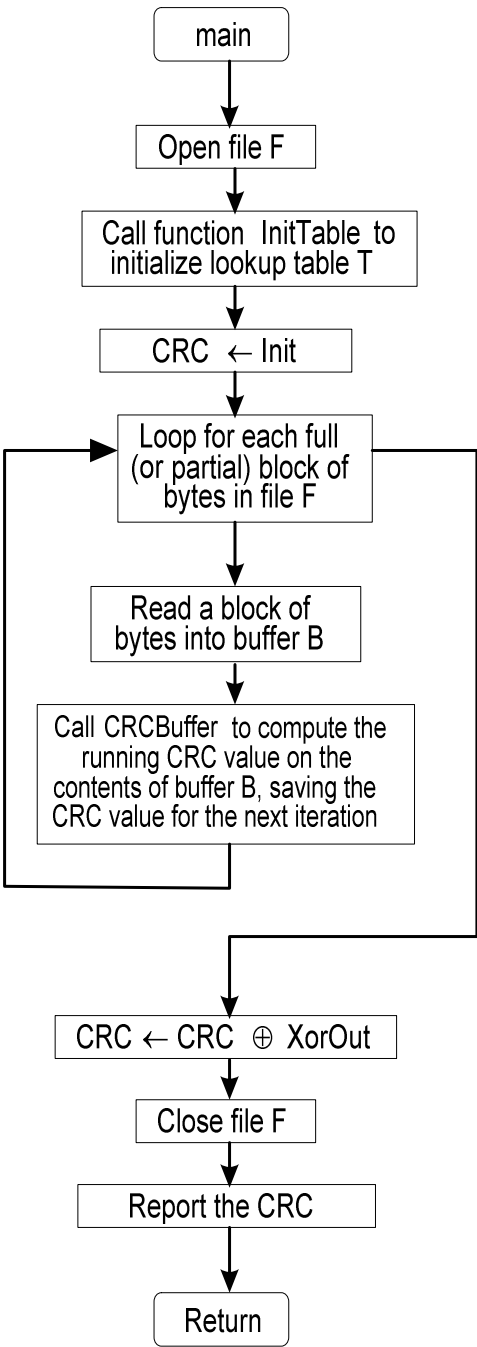 main
Open file F
Call function InitTable to
initialize lookup table T
CRC ← Init
Loop for each full
(or partial) block of
bytes in file F
Read a block of
bytes into buffer B
Call CRCBuffer to compute the
running CRC value on the
contents of buffer B, saving the
CRC value for the next iteration
CRC ← CRC ⊕ XorOut
Close file F
Report the CRC
Return